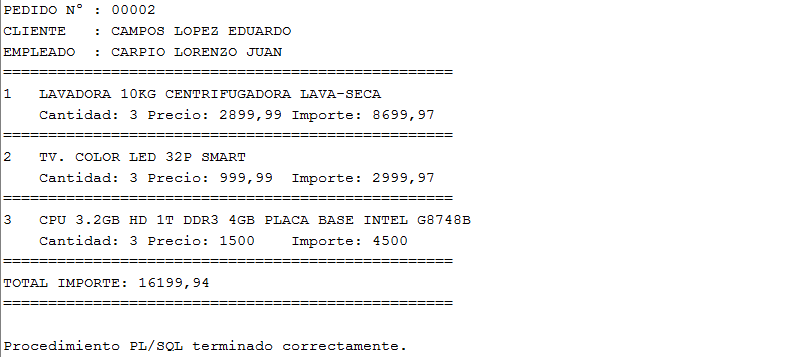 PEDIDO Nº : 00002
CLIENTE   : CAMPOS LOPEZ EDUARDO
EMPLEADO  : CARPIO LORENZO JUAN
==================================================
1   LAVADORA 10KG CENTRIFUGADORA LAVA-SECA
    Cantidad: 3 Precio: 2899,99 Importe: 8699,97
==================================================
2   TV. COLOR LED 32P SMART
    Cantidad: 3 Precio: 999,99  Importe: 2999,97
==================================================
3   CPU 3.2GB HD 1T DDR3 4GB PLACA BASE INTEL G8748B
    Cantidad: 3 Precio: 1500    Importe: 4500
==================================================
TOTAL IMPORTE: 16199,94
==================================================
Procedimiento PL/SQL terminado correctamente.